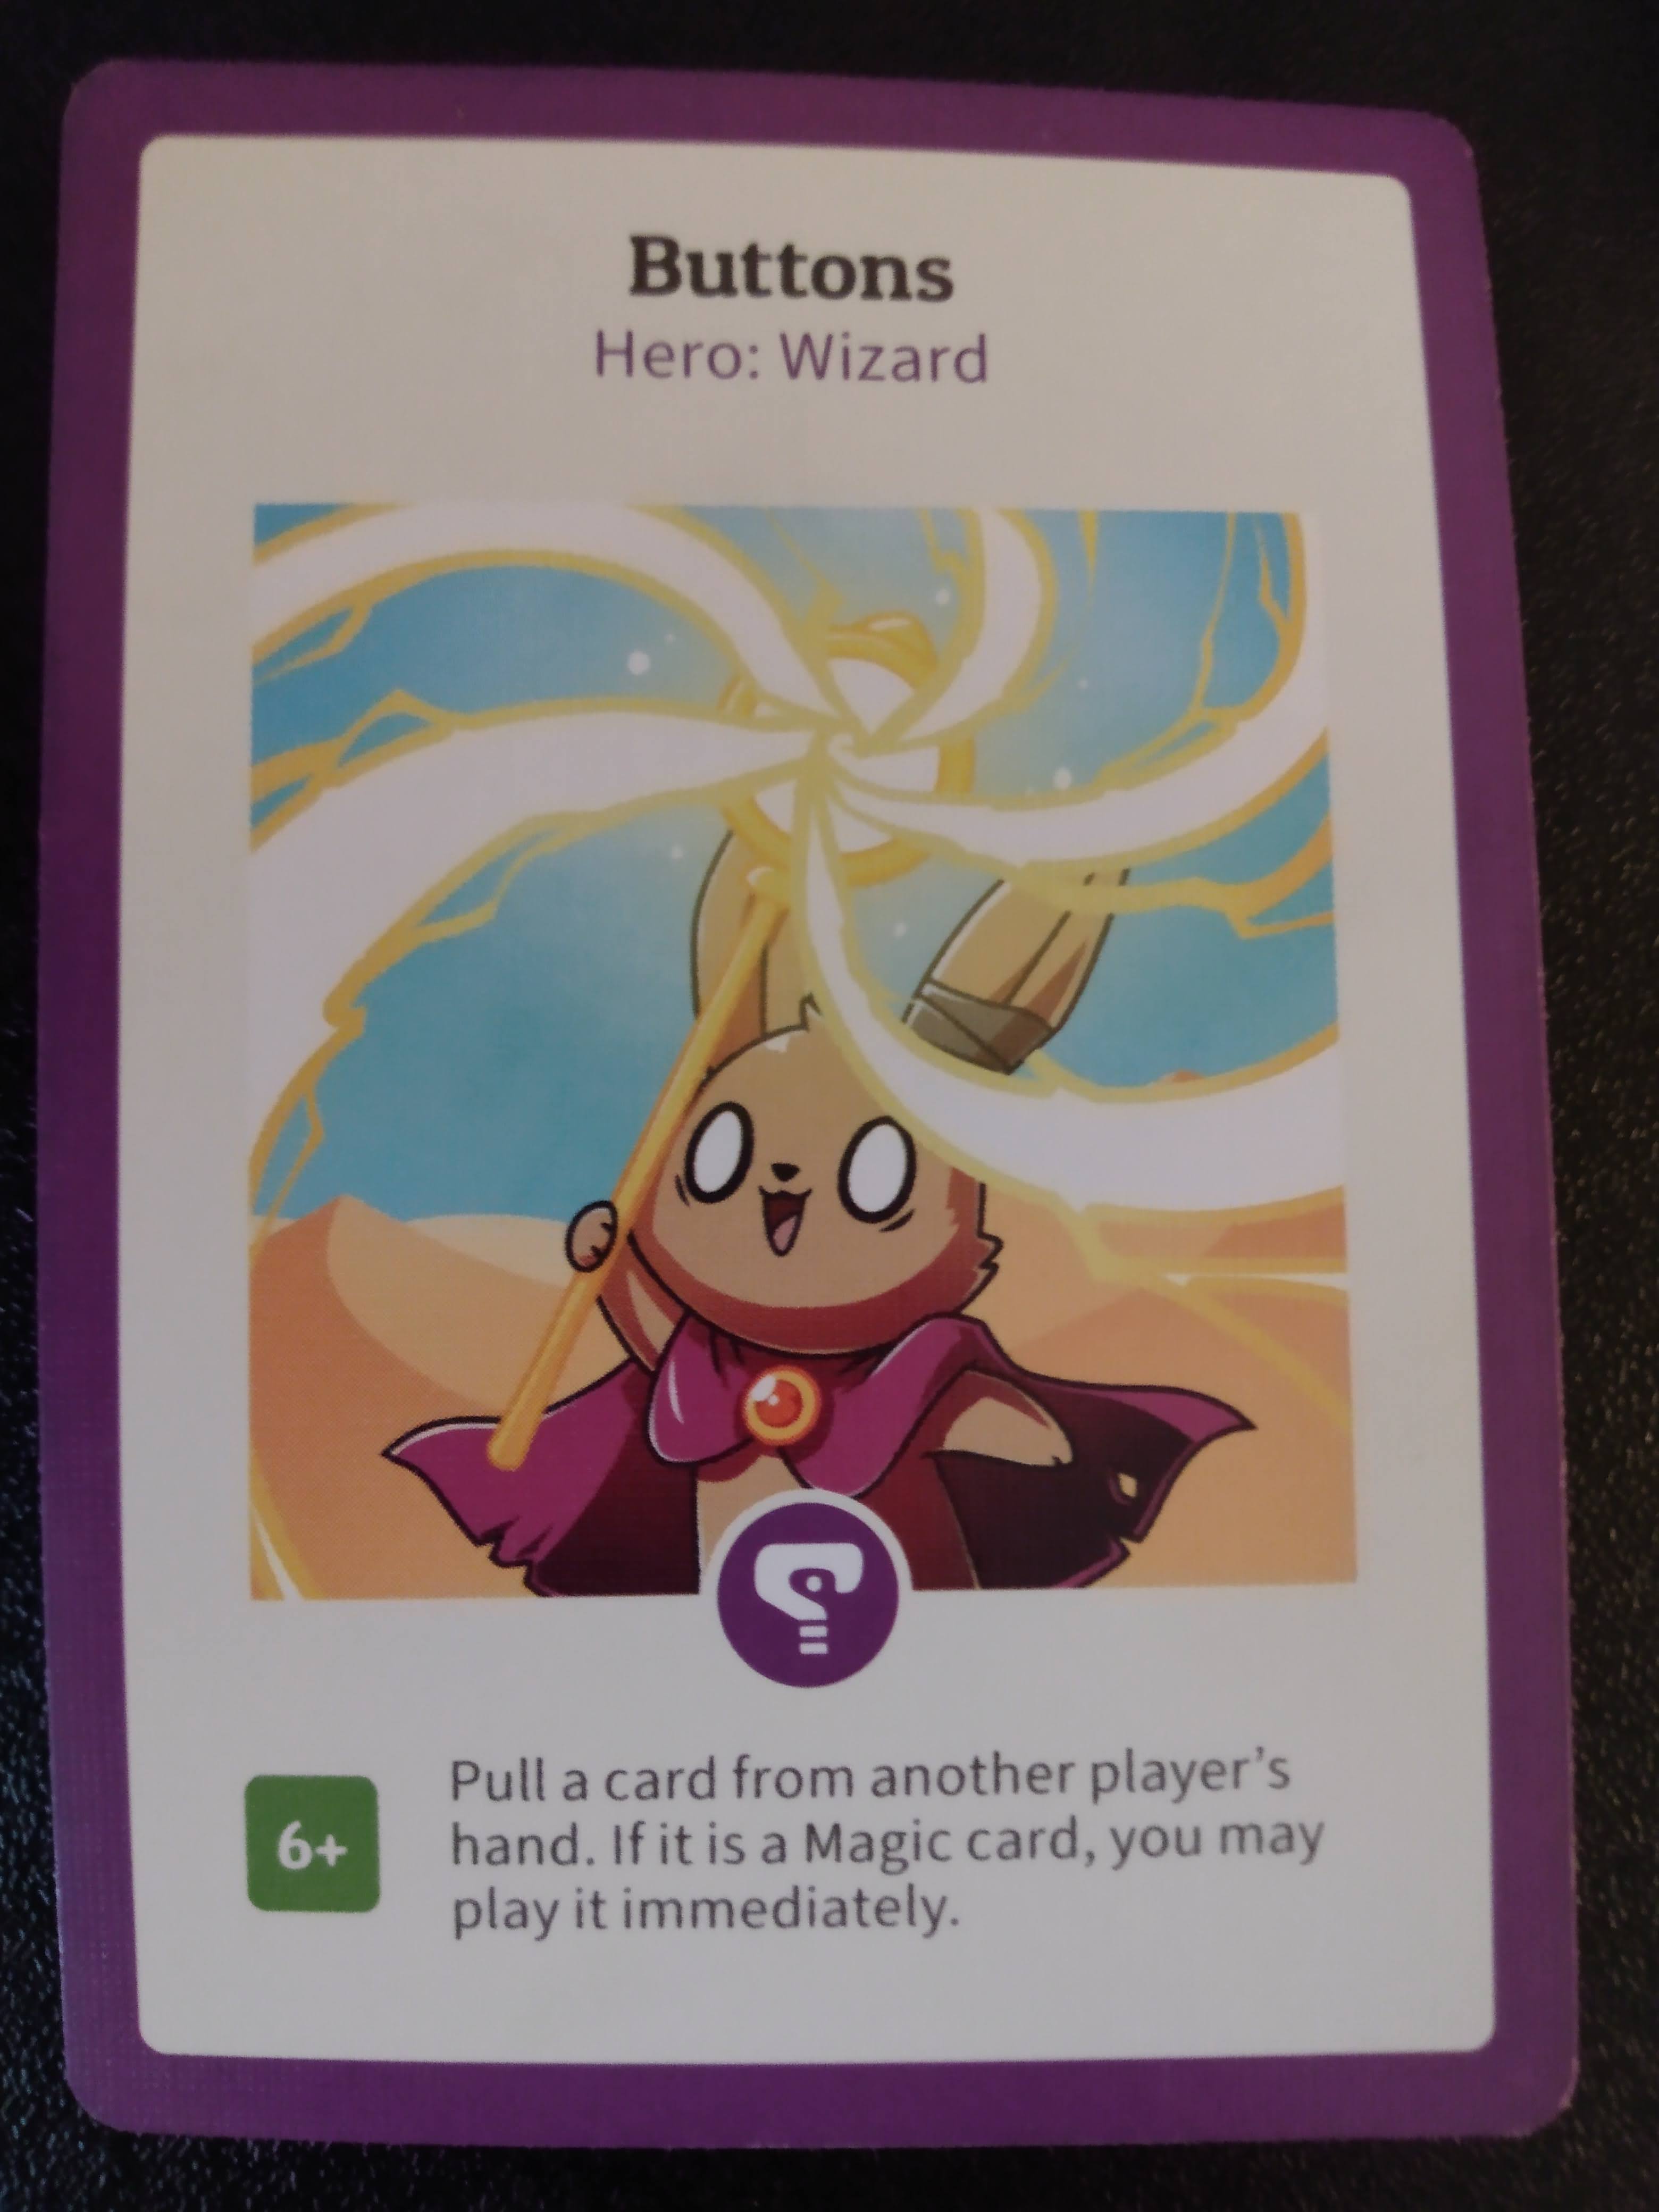 Buttons
Hero: Wizard
6+
Pull a card from another player’s
hand. If it is a Magic card, you may
play it immediately.